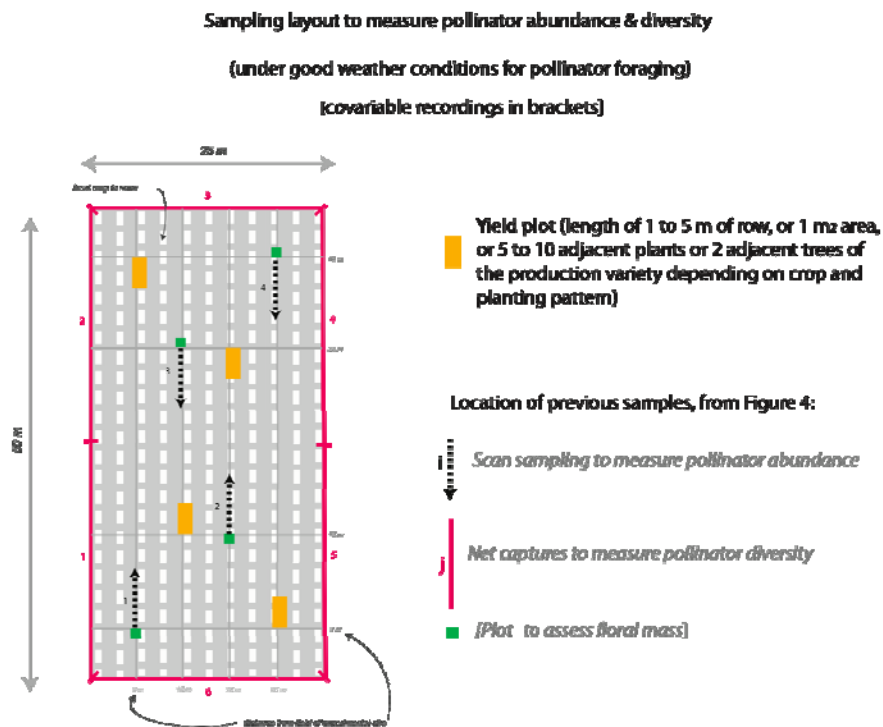 Sampling layout to measure pollinator abundance & diversity
(under good weather conditions for pollinator foraging)
[covariable recordings in brackets]
25 m
3
4
2
4
3
2
1
5
1
6
Yield plot (length of 1 to 5 m of row, or 1 m2 area,
or 5 to 10 adjacent plants or 2 adjacent trees of
the production variety depending on crop and
planting pattern)
Location of previous samples, from Figure 4:
Scan sampling to measure pollinator abundance
Net captures to measure pollinator diversity
[Plot to assess floral mass]